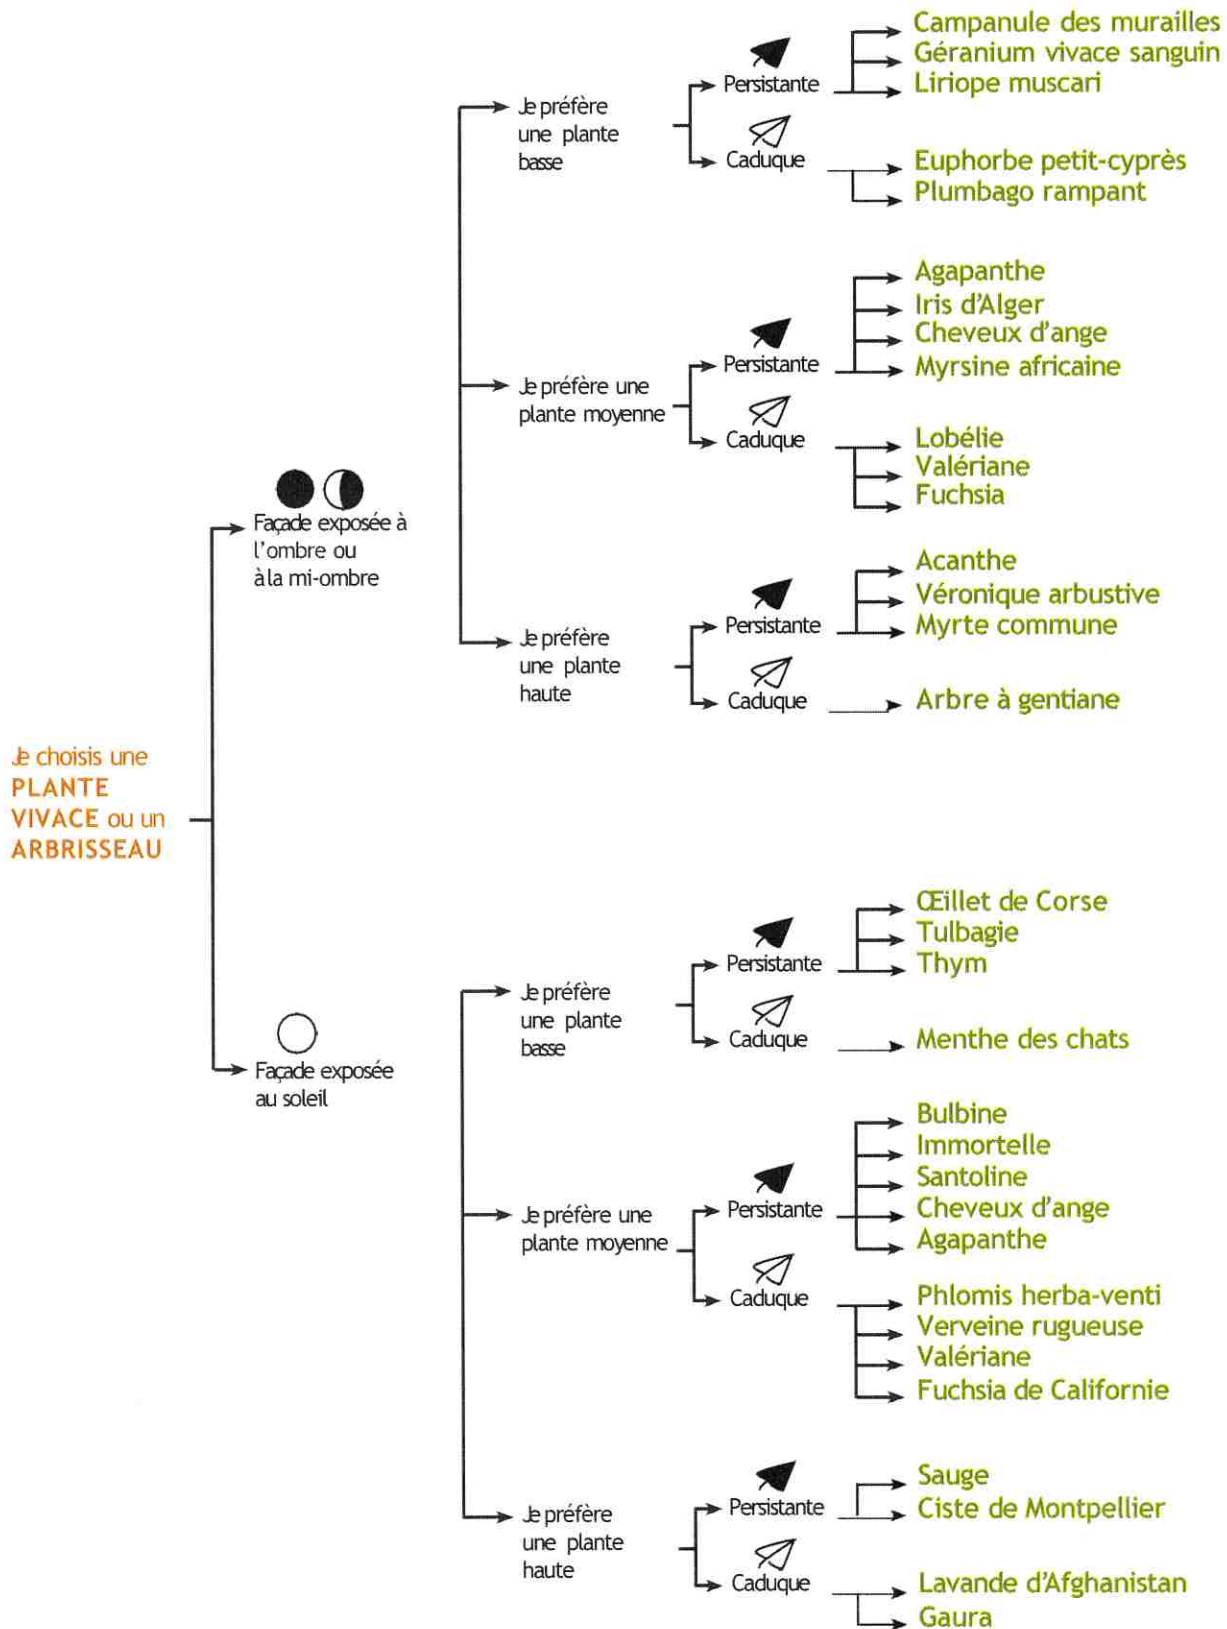 Je choisis une
PLANTE
VIVACE ou un
ARBRISSEAU
Façade exposée à
l'ombre ou
à la mi-ombre
Je préfère
une plante
basse
Persistante
Campanule des murailles
Géranium vivace sanguin
Liriope muscari
Caduque
Euphorbe petit-cyprès
Plumbago rampant
Je préfère une
plante moyenne
Persistante
Agapanthe
Iris d'Alger
Cheveux d'ange
Myrsine africaine
Caduque
Lobélie
Valériane
Fuchsia
Je préfère
une plante
haute
Persistante
Acanthe
Véronique arbustive
Myrte commune
Caduque
Arbre à gentiane
Façade exposée
au soleil
Je préfère
une plante
basse
Persistante
Œillet de Corse
Tulbagie
Thym
Caduque
Menthe des chats
Je préfère une
plante moyenne
Persistante
Bulbine
Immortelle
Santoline
Cheveux d'ange
Agapanthe
Caduque
Phlomis herba-venti
Verveine rugueuse
Valériane
Fuchsia de Californie
Je préfère
une plante
haute
Persistante
Sauge
Ciste de Montpellier
Caduque
Lavande d'Afghanistan
Gaura